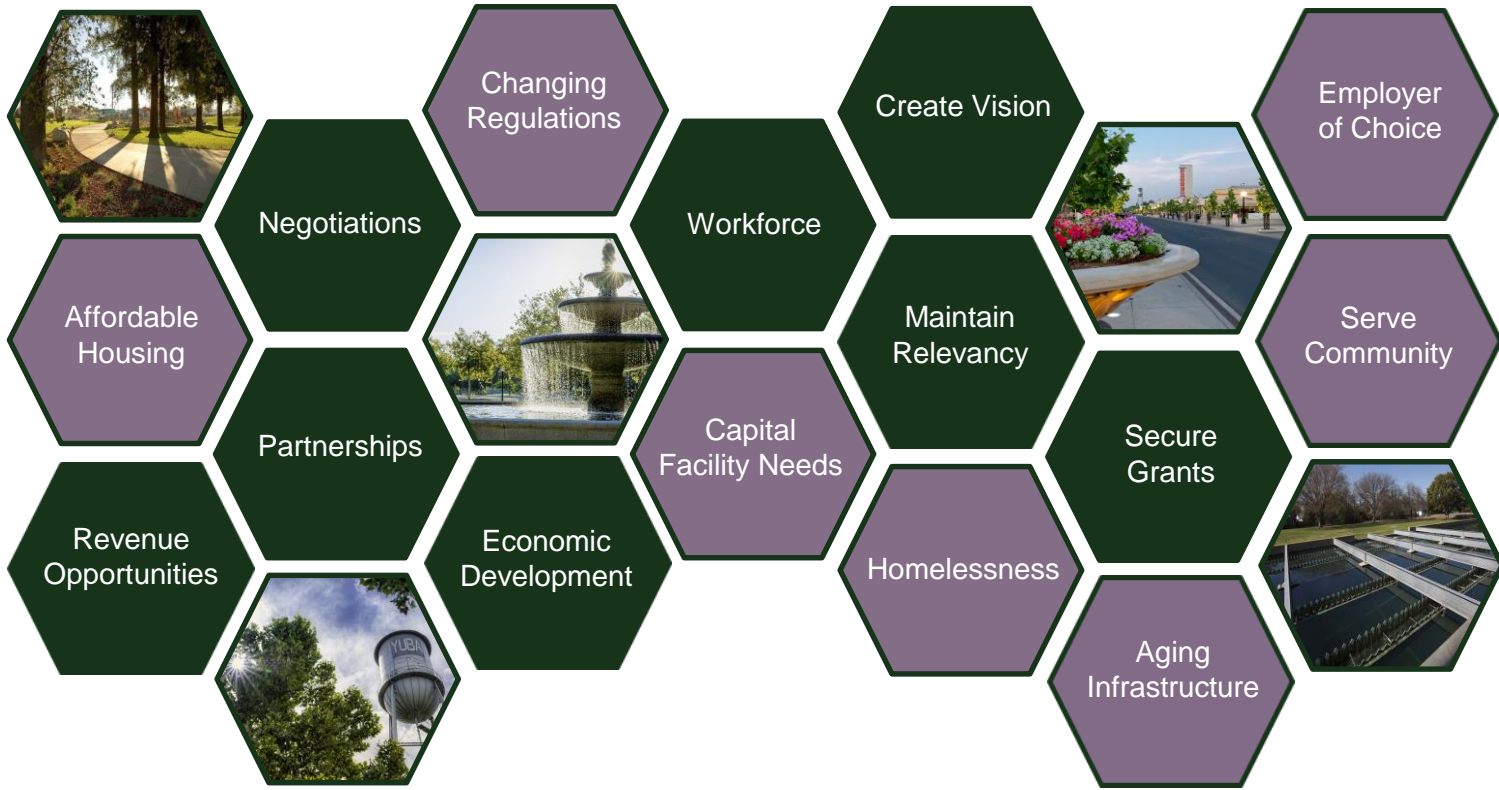 Changing
Regulations
Create Vision
Employer
of Choice
Negotiations
Workforce
Affordable
Housing
Maintain
Relevancy
Serve
Community
Partnerships
Capital
Facility Needs
Secure
Grants
Revenue
Opportunities
Economic
Development
Homelessness
YUBA
Aging
Infrastructure